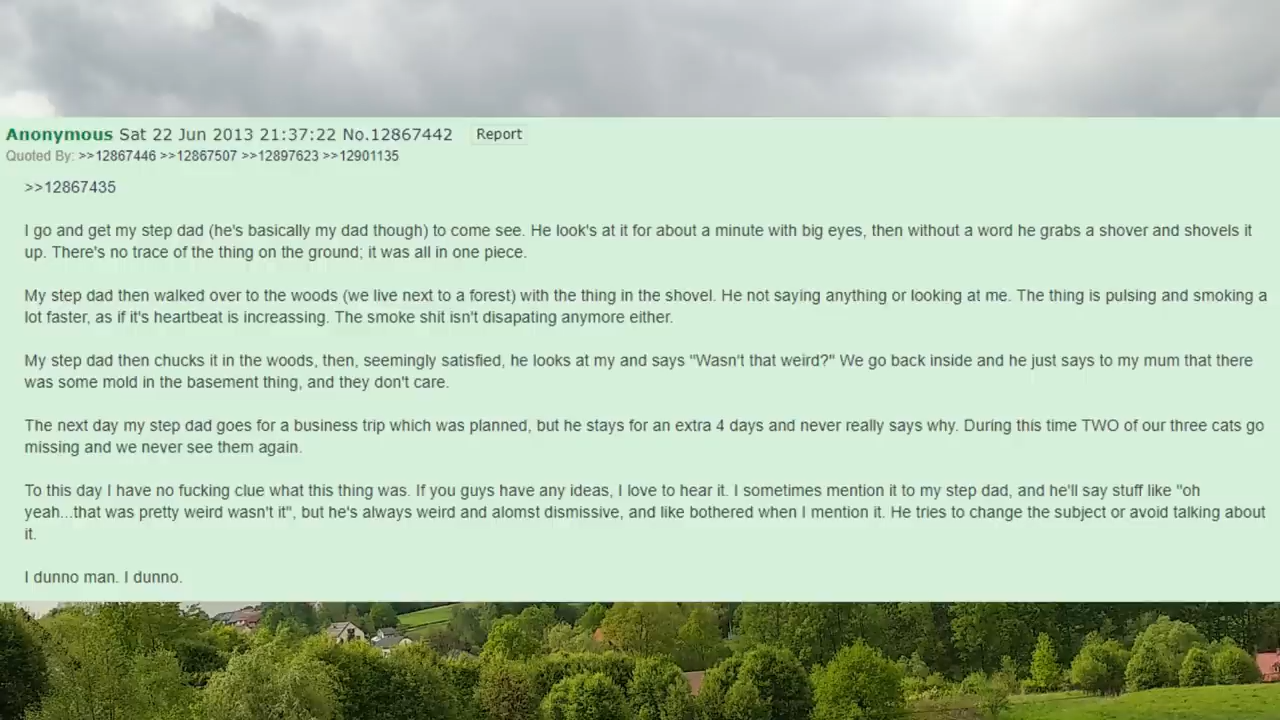 Anonymous Sat 22 Jun 2013 21:37:22 No.12867442 Report
Quoted By: >>12867446 >>12867507 >>12897623 >>12901135
>>12867435
I go and get my step dad (he's basically my dad though) to come see. He look's at it for about a minute with big eyes, then without a word he grabs a shover and shovels it
up. There's no trace of the thing on the ground; it was all in one piece.
My step dad then walked over to the woods (we live next to a forest) with the thing in the shovel. He not saying anything or looking at me. The thing is pulsing and smoking a
lot faster, as if it's heartbeat is increassing. The smoke shit isn't disapating anymore either.
My step dad then chucks it in the woods, then, seemingly satisfied, he looks at my and says "Wasn't that weird?" We go back inside and he just says to my mum that there
was some mold in the basement thing, and they don't care.
The next day my step dad goes for a business trip which was planned, but he stays for an extra 4 days and never really says why. During this time TWO of our three cats go
missing and we never see them again.
To this day I have no fucking clue what this thing was. If you guys have any ideas, I love to hear it. I sometimes mention it to my step dad, and he'll say stuff like "oh
yeah...that was pretty weird wasn't it", but he's always weird and alomst dismissive, and like bothered when I mention it. He tries to change the subject or avoid talking about
it.
I dunno man. I dunno.